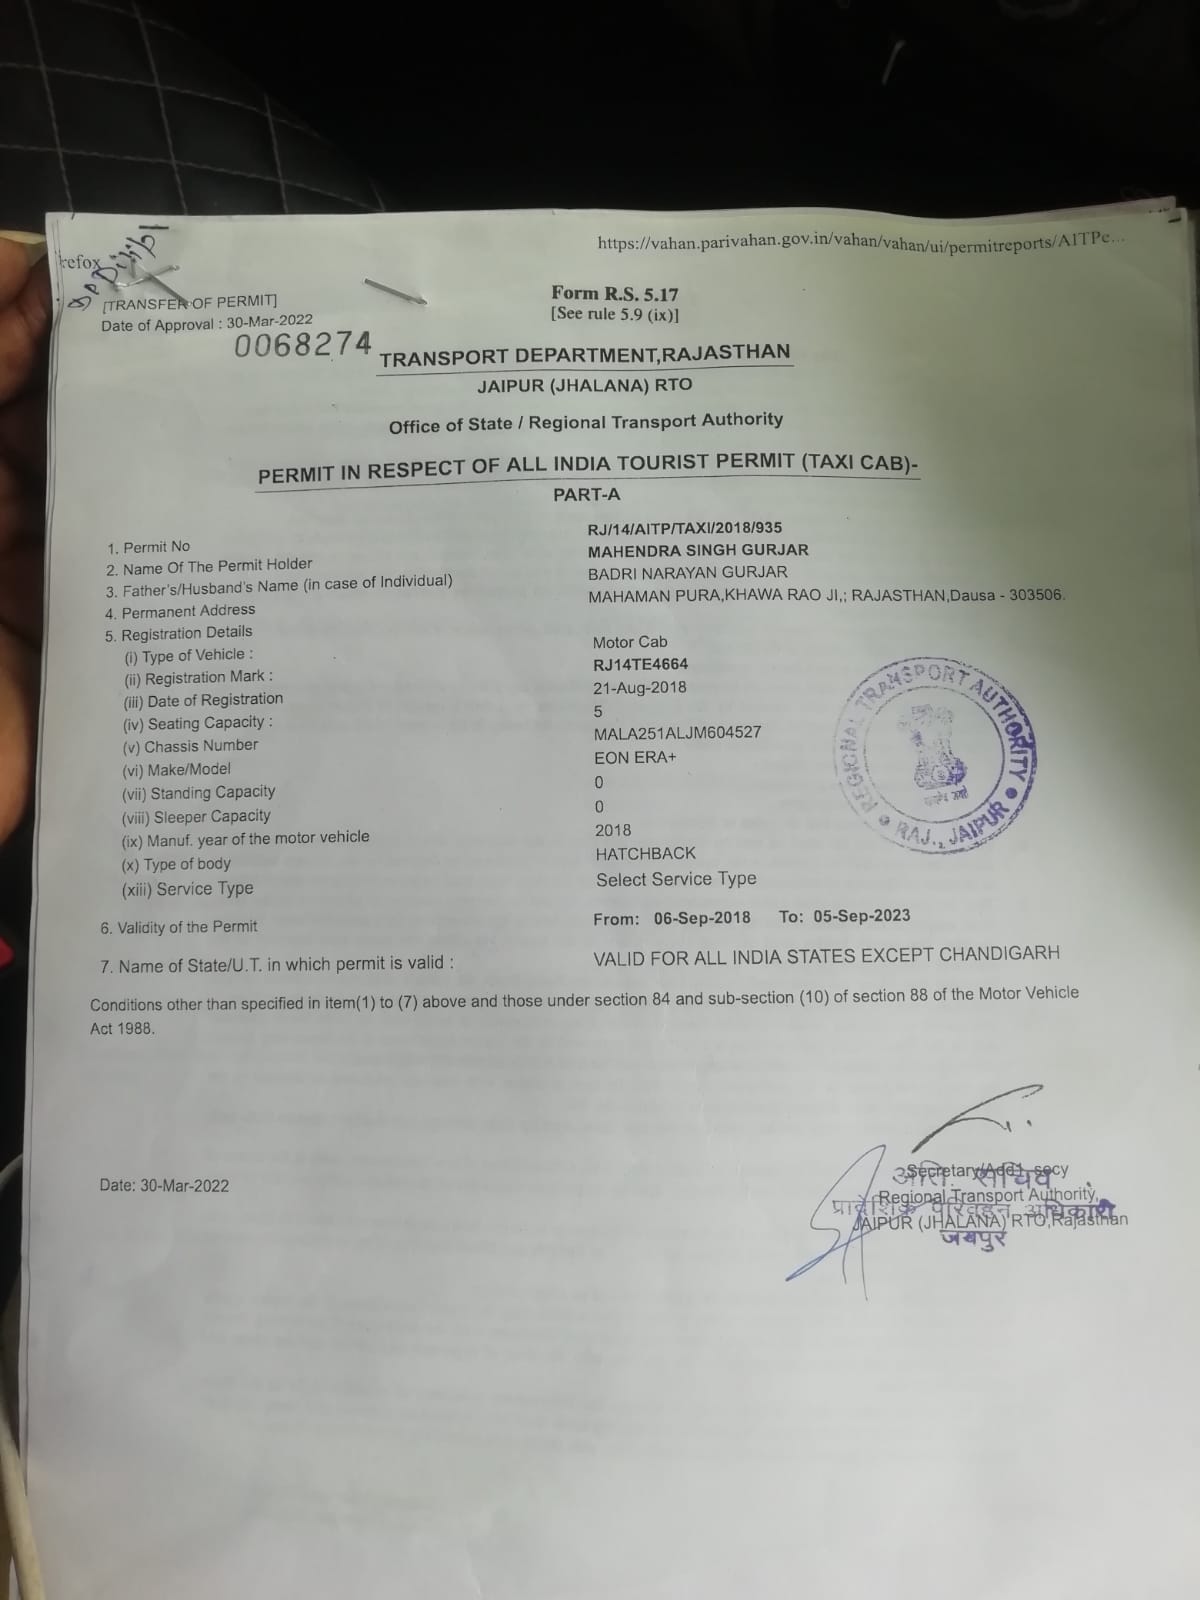 refox
https://vahan.parivahan.gov.in/vahan/vahan/ui/permitreports/AITPe...
[TRANSFER OF PERMIT]
Date of Approval : 30-Mar-2022
0068274
Form R.S. 5.17
[See rule 5.9 (ix)]
TRANSPORT DEPARTMENT,RAJASTHAN
JAIPUR (JHALANA) RTO
Office of State / Regional Transport Authority
PERMIT IN RESPECT OF ALL INDIA TOURIST PERMIT (TAXI CAB)-
PART-A
1. Permit No RJ/14/AITP/TAXI/2018/935
2. Name Of The Permit Holder MAHENDRA SINGH GURJAR
3. Father's/Husband's Name (in case of Individual) BADRI NARAYAN GURJAR
4. Permanent Address MAHAMAN PURA,KHAWA RAO JI,; RAJASTHAN,Dausa - 303506.
5. Registration Details
(i) Type of Vehicle : Motor Cab
(ii) Registration Mark : RJ14TE4664
(iii) Date of Registration 21-Aug-2018
(iv) Seating Capacity : 5
(v) Chassis Number MALA251ALJM604527
(vi) Make/Model EON ERA+
(vii) Standing Capacity 0
(viii) Sleeper Capacity 0
(ix) Manuf. year of the motor vehicle 2018
(x) Type of body HATCHBACK
(xiii) Service Type Select Service Type
REGIONAL TRANSPORT AUTHORITY
RAJ., JAIPUR
6. Validity of the Permit From: 06-Sep-2018 To: 05-Sep-2023
7. Name of State/U.T. in which permit is valid : VALID FOR ALL INDIA STATES EXCEPT CHANDIGARH
Conditions other than specified in item(1) to (7) above and those under section 84 and sub-section (10) of section 88 of the Motor Vehicle
Act 1988.
Date: 30-Mar-2022
Secretary/Addl. secy
अति. सचिव
Regional Transport Authority,
प्रादेशिक परिवहन अधिकारी
JAIPUR (JHALANA) RTO,Rajasthan
जयपुर